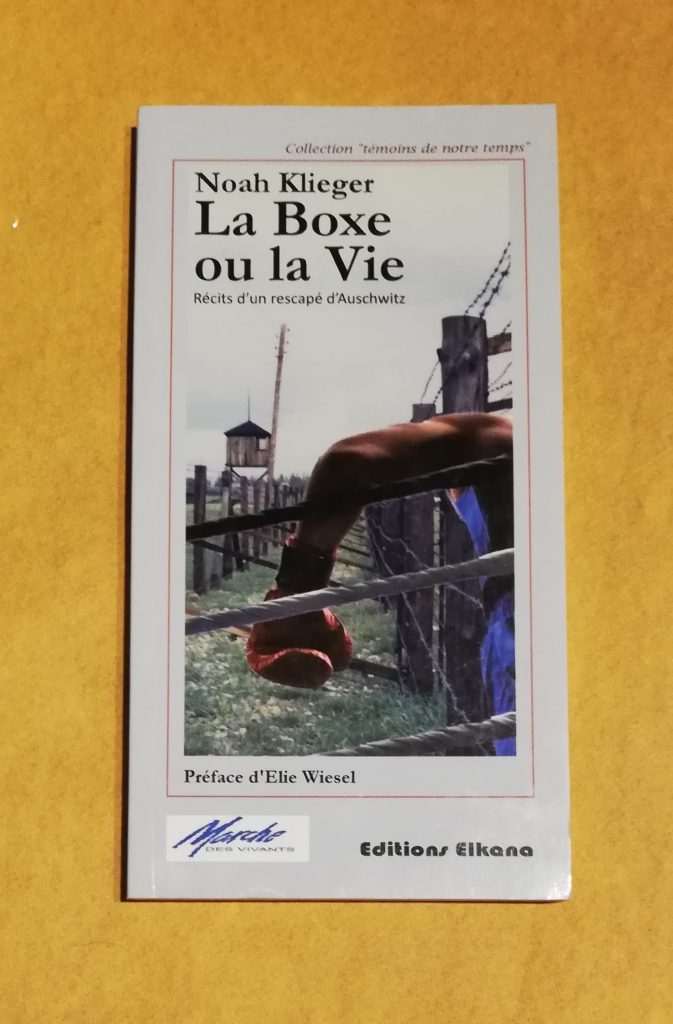 Collection "témoins de notre temps"
Noah Klieger
La Boxe
ou la Vie
Récits d'un rescapé d'Auschwitz
Préface d'Elie Wiesel
Marche
DES VIVANTS
Editions Elkana